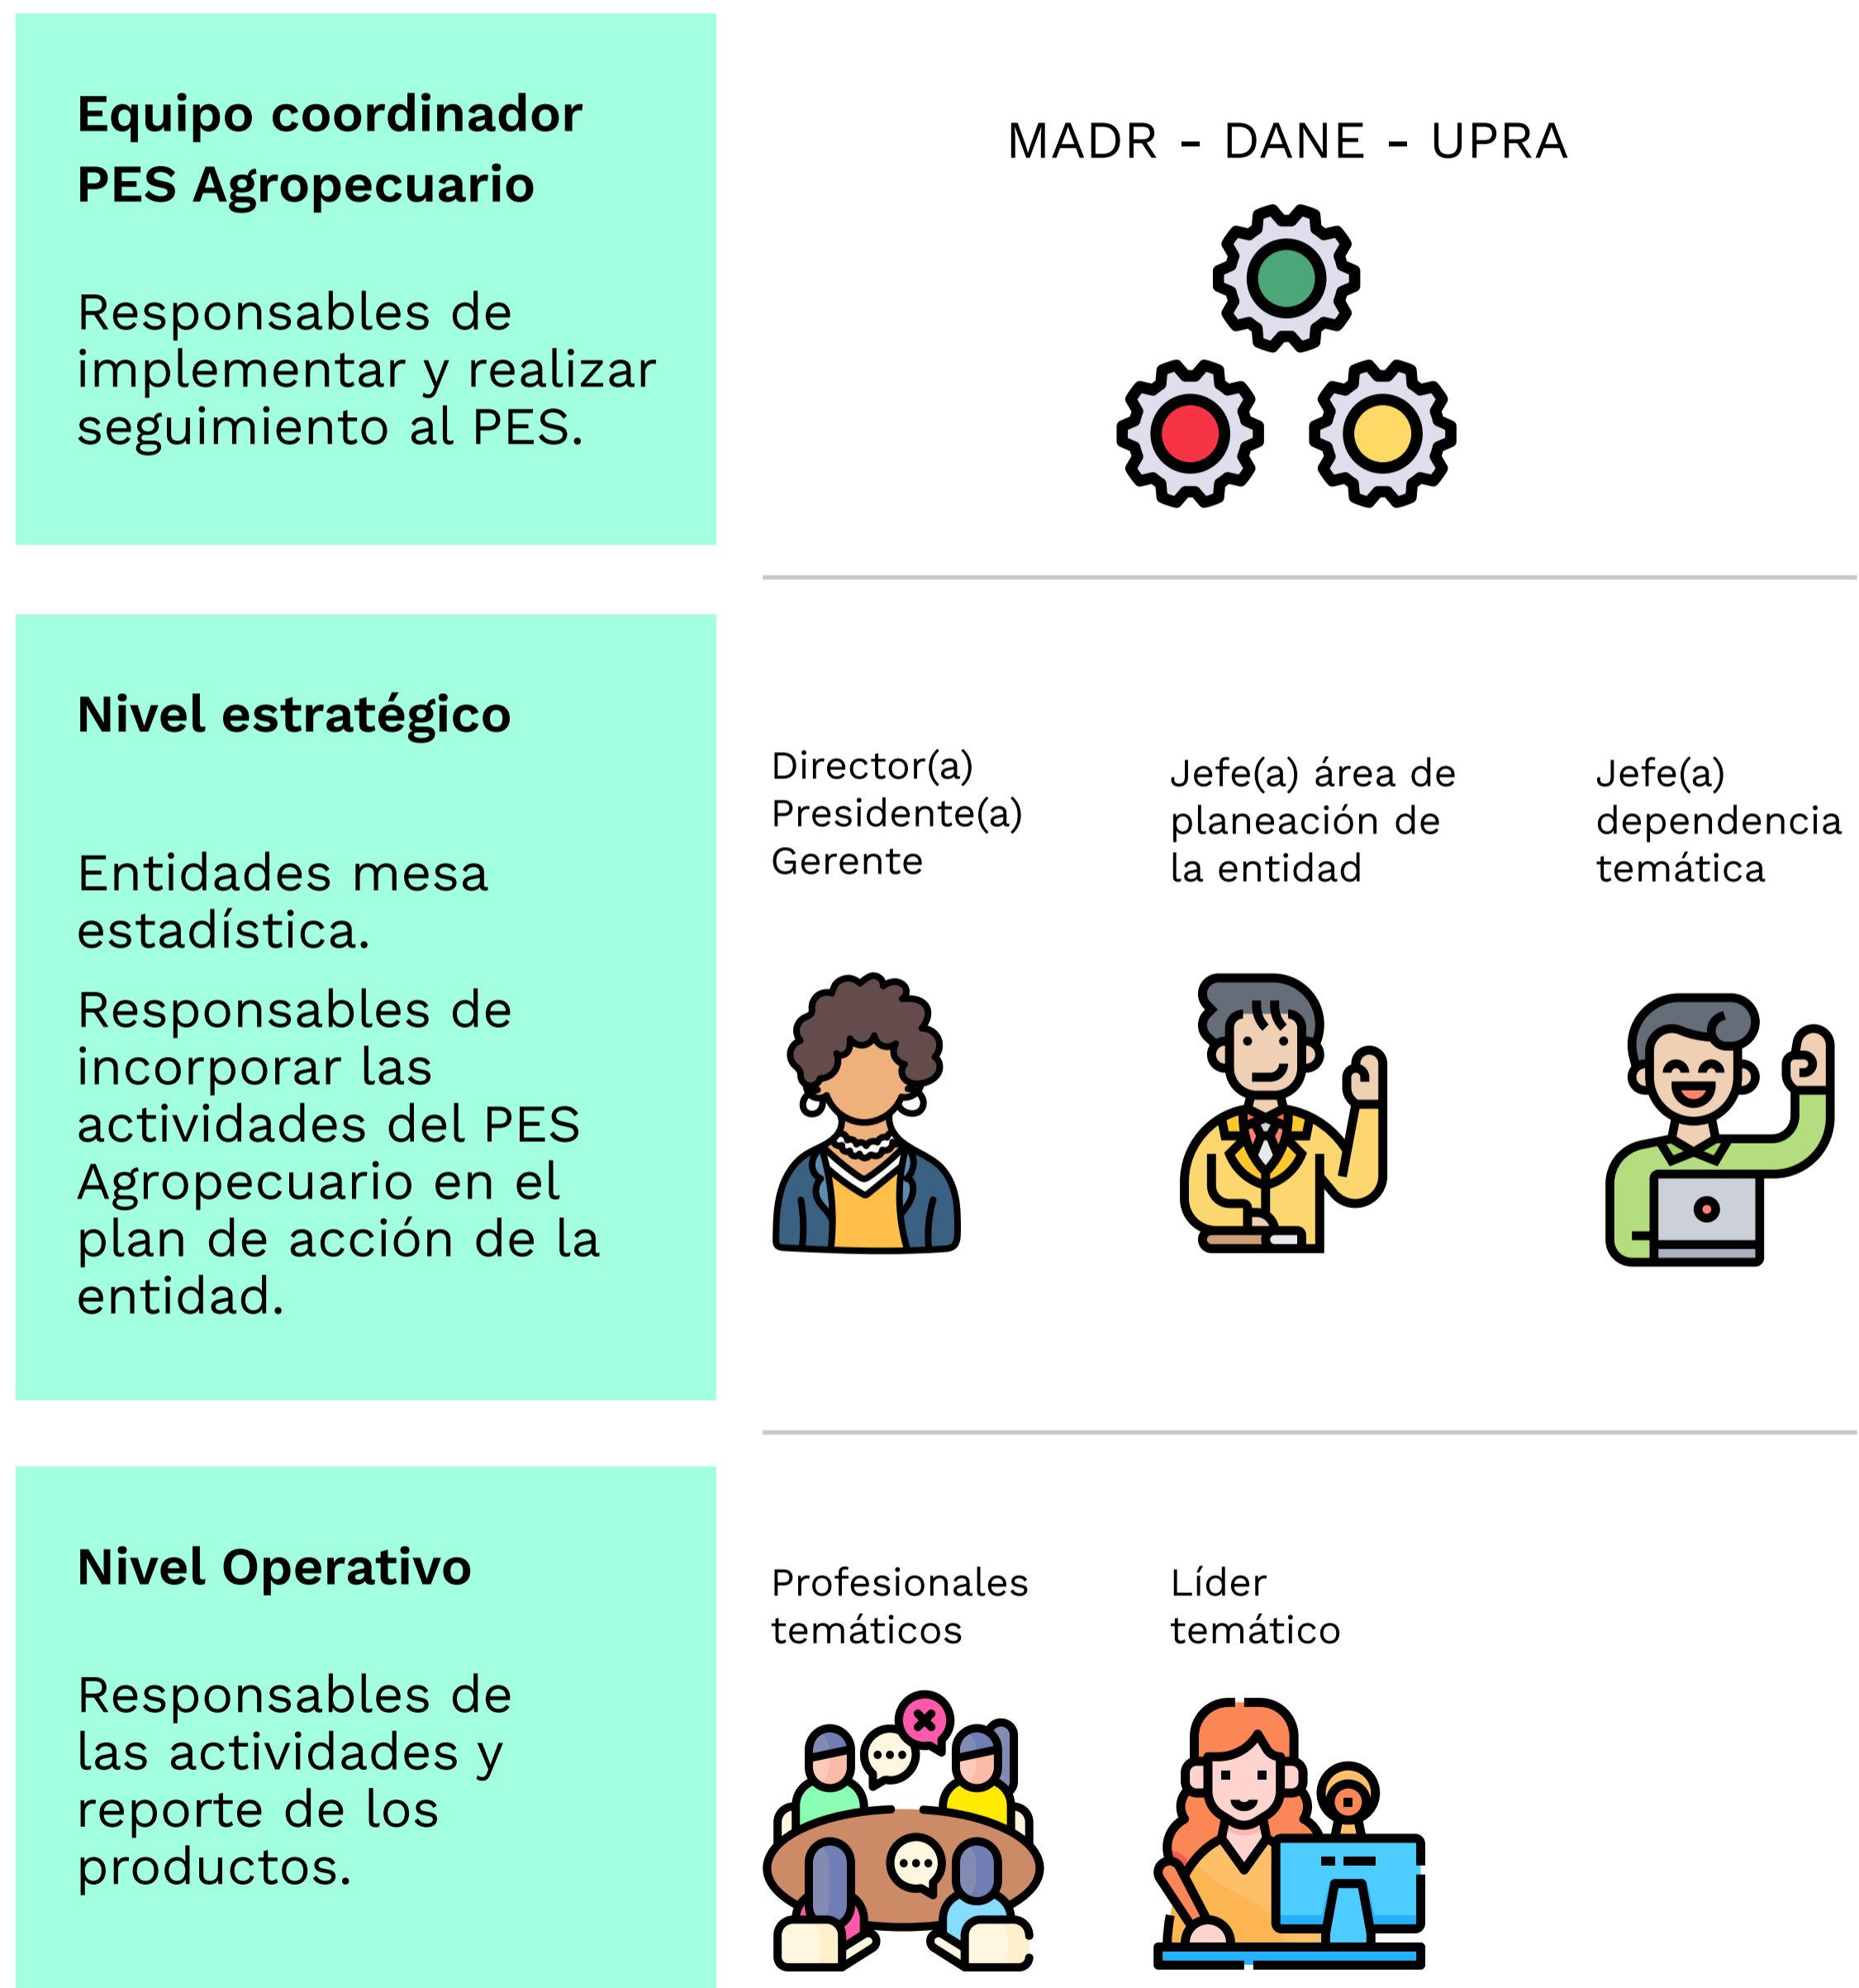 Equipo coordinador
PES Agropecuario
Responsables de
implementar y realizar
seguimiento al PES.
MADR - DANE - UPRA
Nivel estratégico
Entidades mesa
estadística.
Responsables de
incorporar las
actividades del PES
Agropecuario en el
plan de acción de la
entidad.
Director(a)
Presidente(a)
Gerente
Jefe(a) área de
planeación de
la entidad
Jefe(a)
dependencia
temática
Nivel Operativo
Responsables de
las actividades y
reporte de los
productos.
Profesionales
temáticos
Líder
temático